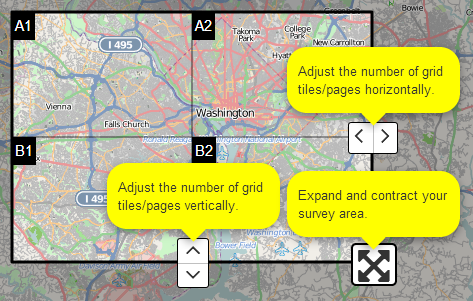 A1
A2
I 495
Takoma
Park
College
Park
New Carrollton
Bowie
Vienna
Falls Church
Washington
Adjust the number of grid
tiles/pages horizontally.
B1
B2
Adjust the number of grid
tiles/pages vertically.
Expand and contract your
survey area.
I 495
Bower Field